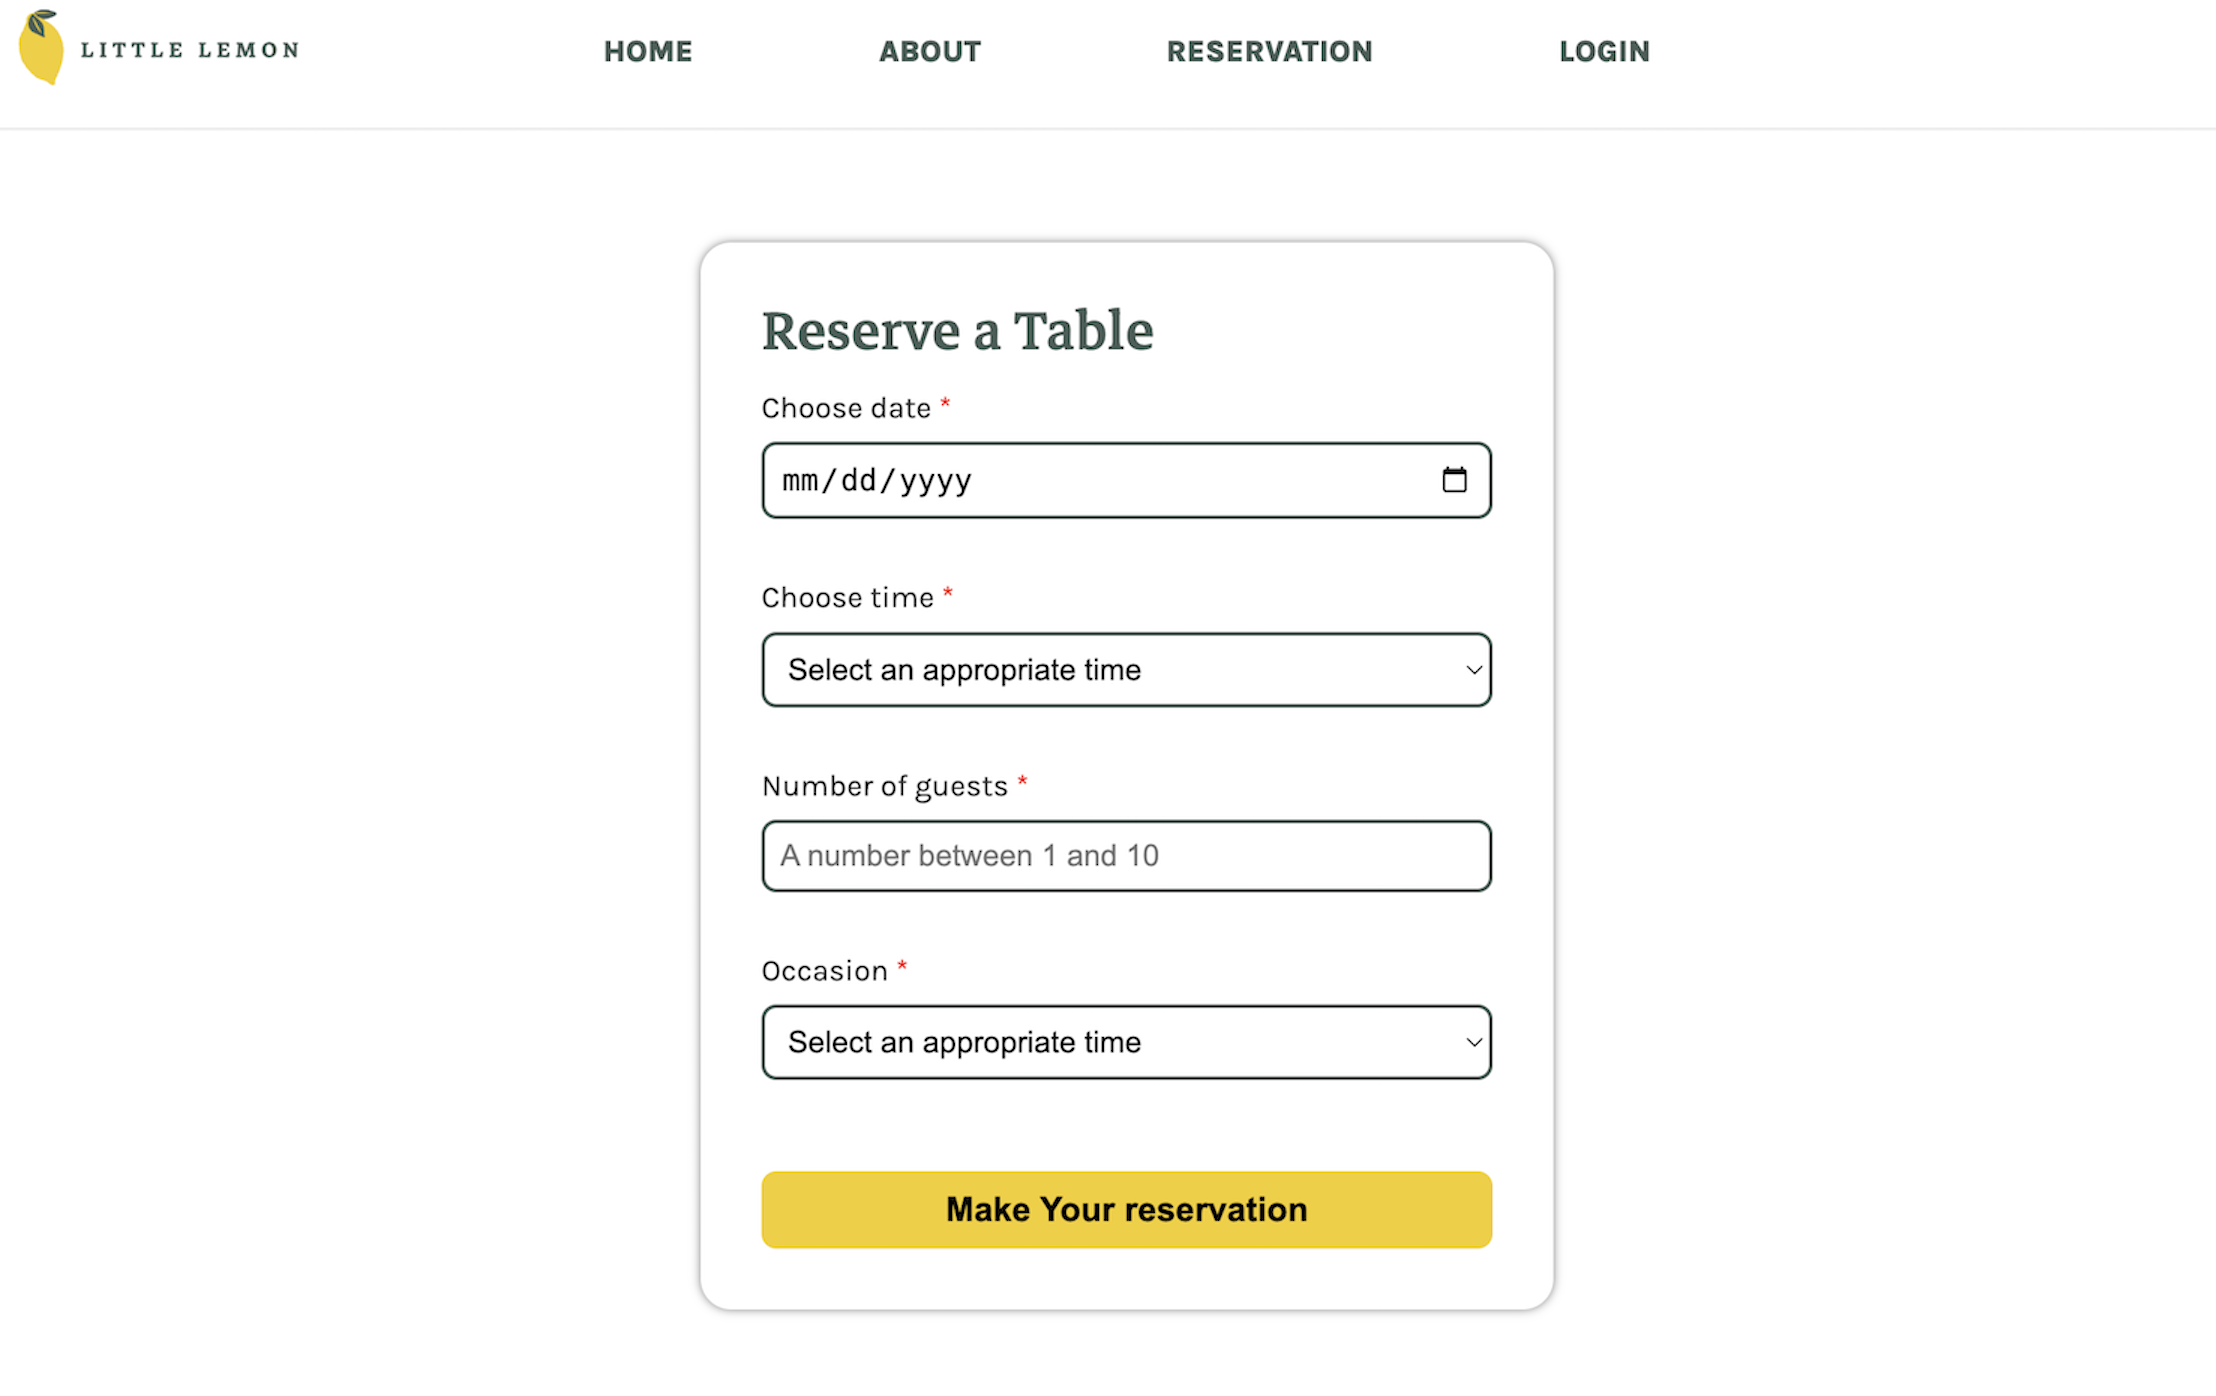 LITTLE LEMON
HOME ABOUT RESERVATION LOGIN
Reserve a Table
Choose date *
mm/dd/yyyy
Choose time *
Select an appropriate time
Number of guests *
A number between 1 and 10
Occasion *
Select an appropriate time
Make Your reservation